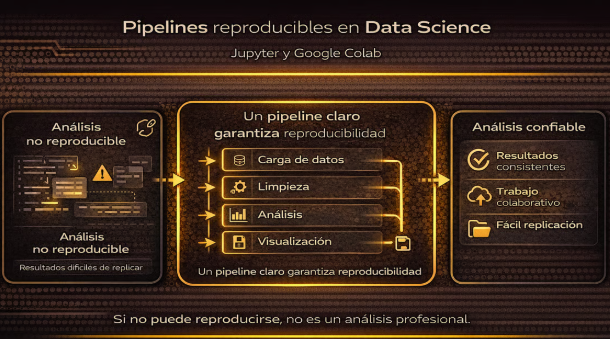 Pipelines reproducibles en Data Science
Jupyter y Google Colab
Análisis
no reproducible
Análisis
no reproducible
Resultados difíciles de replicar
Un pipeline claro
garantiza reproducibilidad
Carga de datos
Limpieza
Análisis
Visualización
Un pipeline claro garantiza reproducibilidad
Análisis confiable
Resultados
consistentes
Trabajo
colaborativo
Fácil replicación
Si no puede reproducirse, no es un análisis profesional.